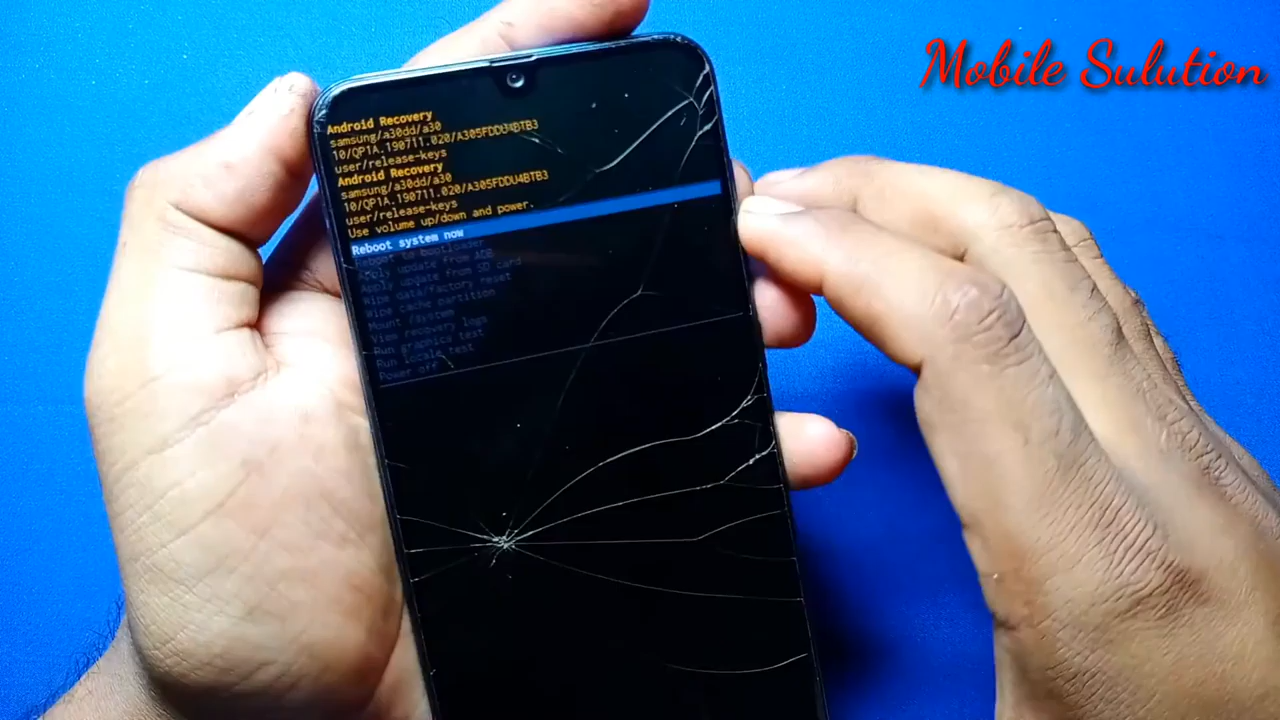 Mobile Sulution
Android Recovery
samsung/a30dd/a30
10/QP1A.190711.020/A305FDDU4BTB3
user/release-keys
Android Recovery
samsung/a30dd/a30
10/QP1A.190711.020/A305FDDU4BTB3
user/release-keys
Use volume up/down and power.
Reboot system now
Reboot to bootloader
Apply update from ADB
Apply update from SD card
Wipe data/factory reset
Wipe cache partition
Mount /system
View recovery logs
Run graphics test
Run locale test
Power off